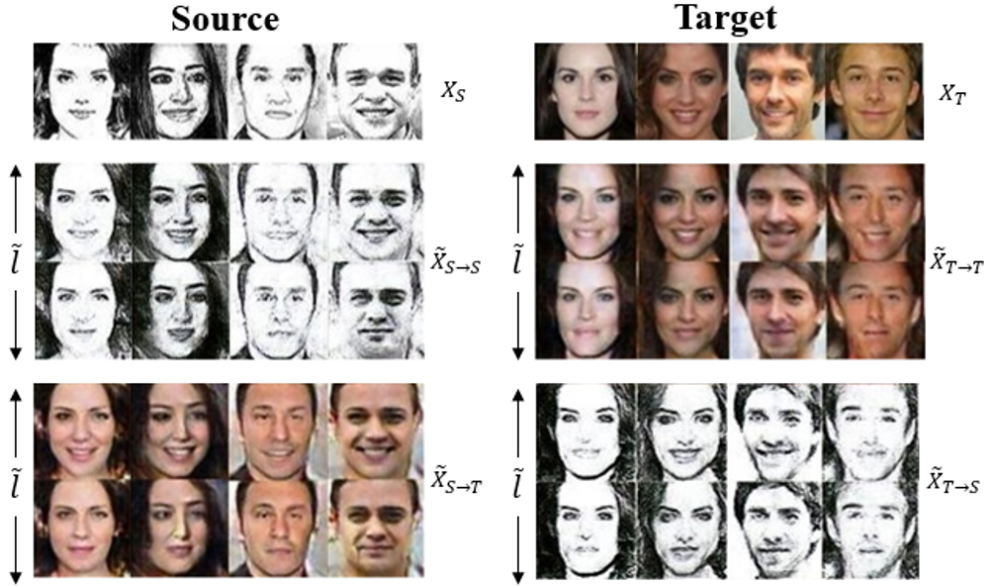 Source Target
X_S X_T
l̃ X̃_{S→S} l̃ X̃_{T→T}
l̃ X̃_{S→T} l̃ X̃_{T→S}